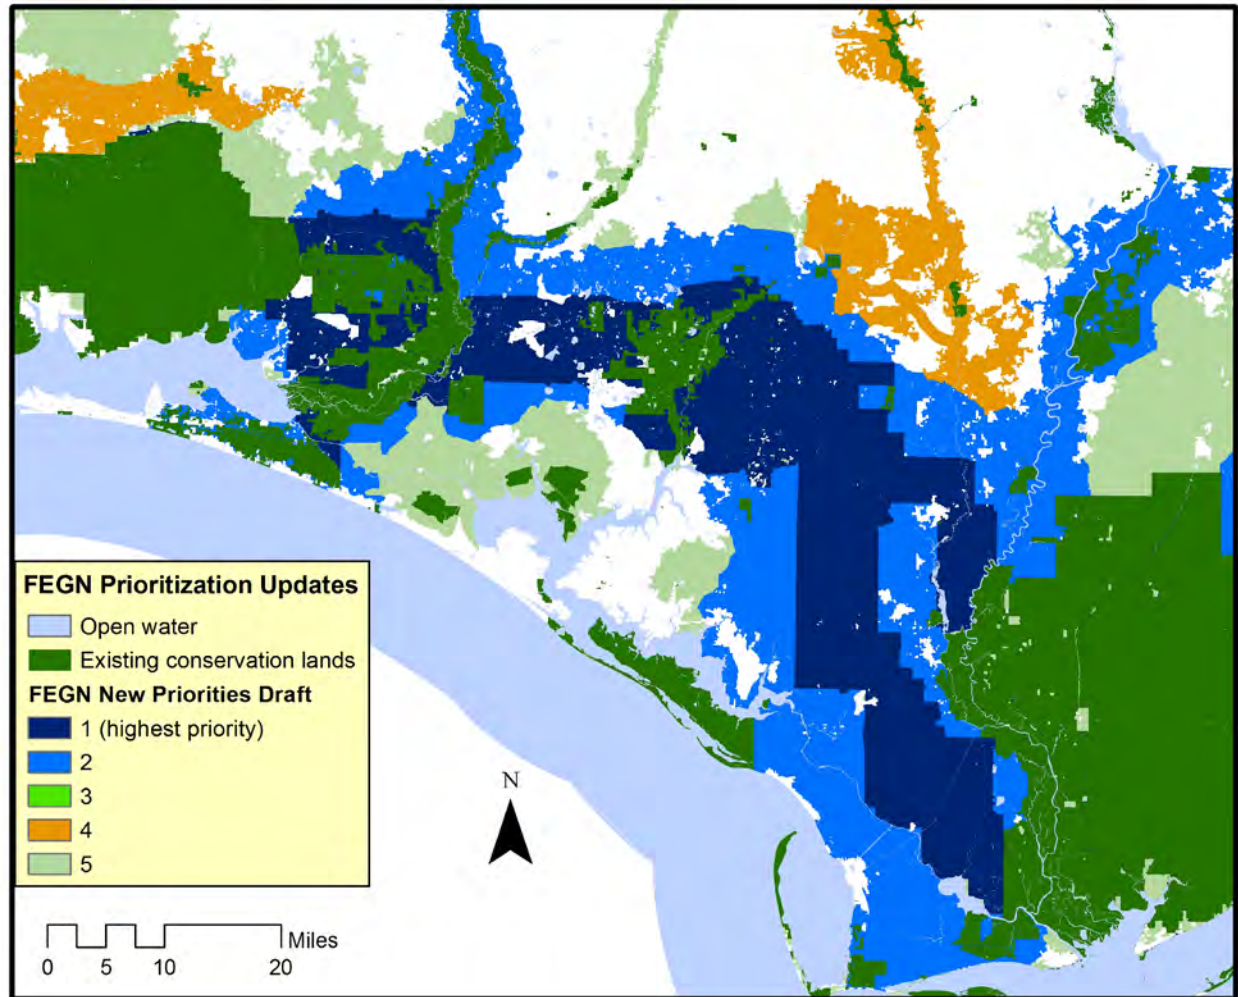 FEGN Prioritization Updates
Open water
Existing conservation lands
FEGN New Priorities Draft
1 (highest priority)
2
3
4
5
N
Miles
0 5 10 20